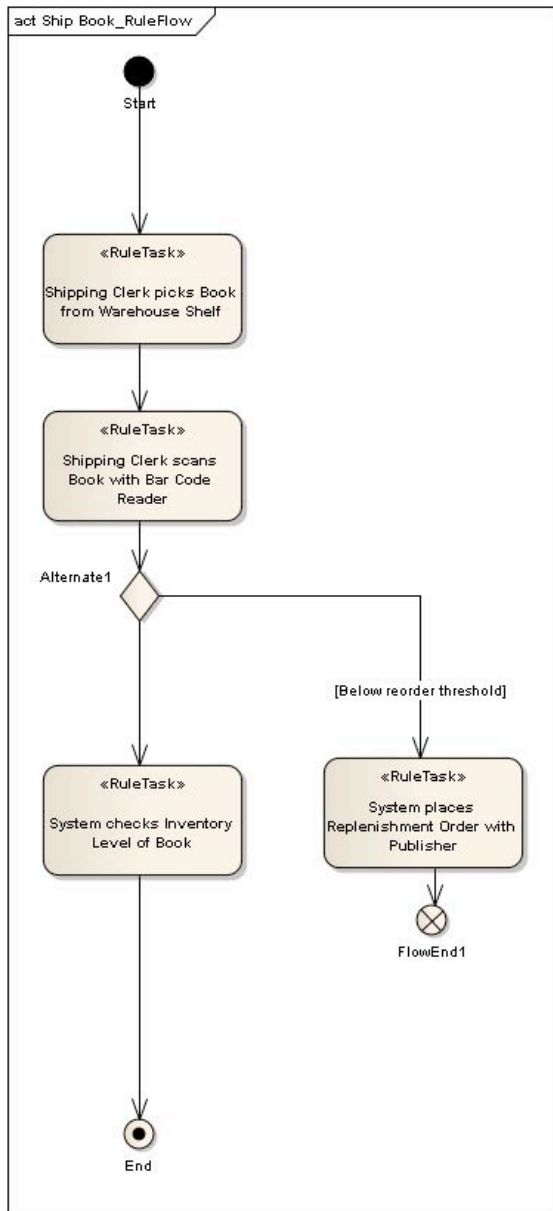 act Ship Book_RuleFlow
Start
«RuleTask»
Shipping Clerk picks Book
from Warehouse Shelf
«RuleTask»
Shipping Clerk scans
Book with Bar Code
Reader
Alternate1
[Below reorder threshold]
«RuleTask»
System checks Inventory
Level of Book
«RuleTask»
System places
Replenishment Order with
Publisher
FlowEnd1
End